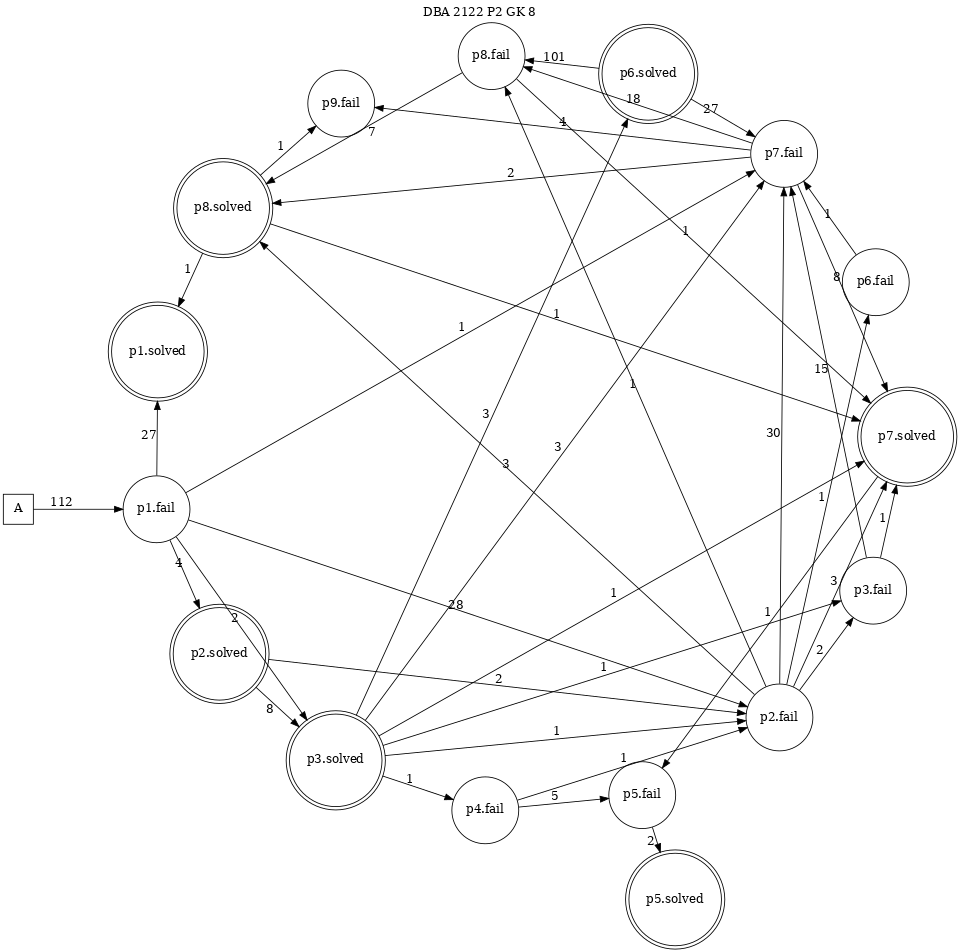 DBA 2122 P2 GK 8
p8.fail
p6.solved
101
p9.fail
18
27
4
7
1
p7.fail
2
p8.solved
1
1
8
p6.fail
1
1
p1.solved
1
15
3
1
27
30
p7.solved
3
3
1
A
112
p1.fail
1
4
3
p3.fail
1
28
1
2
p2.solved
2
1
2
8
1
p2.fail
p3.solved
1
1
p4.fail
5
p5.fail
2
p5.solved